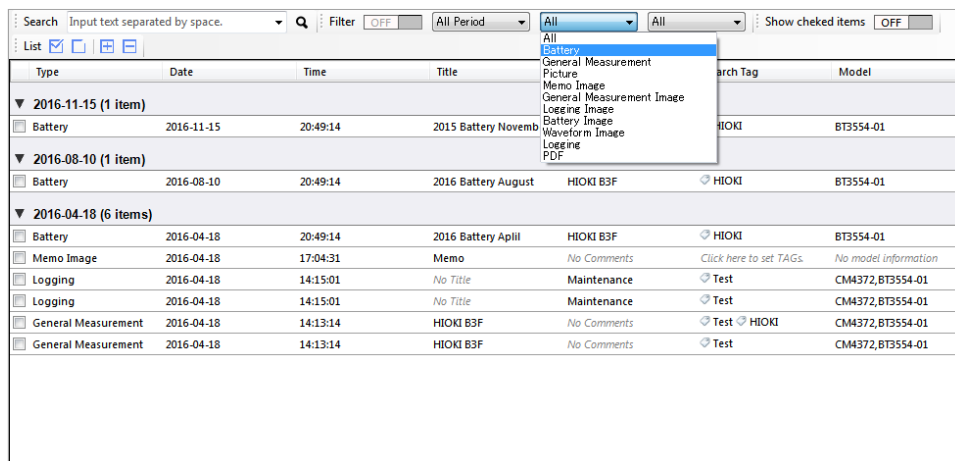 Search Input text separated by space. Filter OFF All Period All All Show cheked items OFF
List
All
Battery
General Measurement
Picture
Memo Image
General Measurement Image
Logging Image
Battery Image
Waveform Image
Logging
PDF
Type Date Time Title arch Tag Model
2016-11-15 (1 item)
Battery 2016-11-15 20:49:14 2015 Battery Novemb HIOKI BT3554-01
2016-08-10 (1 item)
Battery 2016-08-10 20:49:14 2016 Battery August HIOKI B3F HIOKI BT3554-01
2016-04-18 (6 items)
Battery 2016-04-18 20:49:14 2016 Battery Aplil HIOKI B3F HIOKI BT3554-01
Memo Image 2016-04-18 17:04:31 Memo No Comments Click here to set TAGs. No model information
Logging 2016-04-18 14:15:01 No Title Maintenance Test CM4372,BT3554-01
Logging 2016-04-18 14:15:01 No Title Maintenance Test CM4372,BT3554-01
General Measurement 2016-04-18 14:13:14 HIOKI B3F No Comments Test HIOKI CM4372,BT3554-01
General Measurement 2016-04-18 14:13:14 HIOKI B3F No Comments Test CM4372,BT3554-01